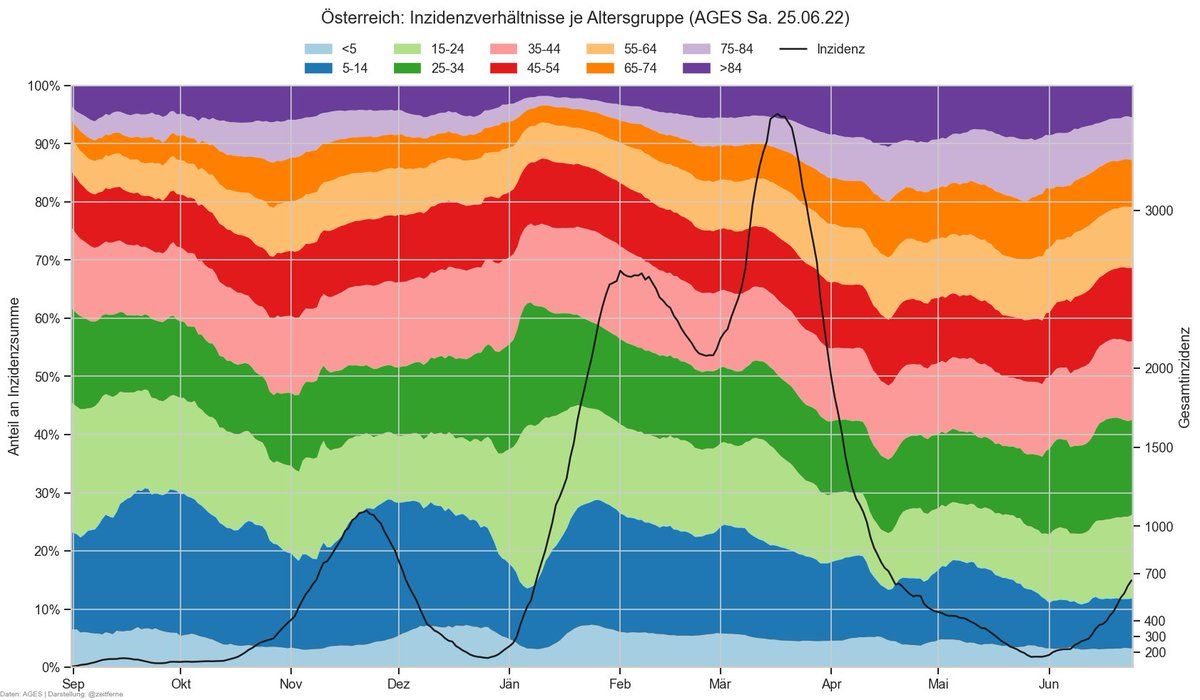 Österreich: Inzidenzverhältnisse je Altersgruppe (AGES Sa. 25.06.22)
<5 15-24 35-44 55-64 75-84 Inzidenz
5-14 25-34 45-54 65-74 >84
100%
90%
80%
70%
60%
50%
40%
30%
20%
10%
0%
Anteil an Inzidenzsumme
3000
2000
1500
1000
700
400
300
200
Gesamtinzidenz
Sep Okt Nov Dez Jän Feb Mär Apr Mai Jun
Daten: AGES | Darstellung: @zeitferne